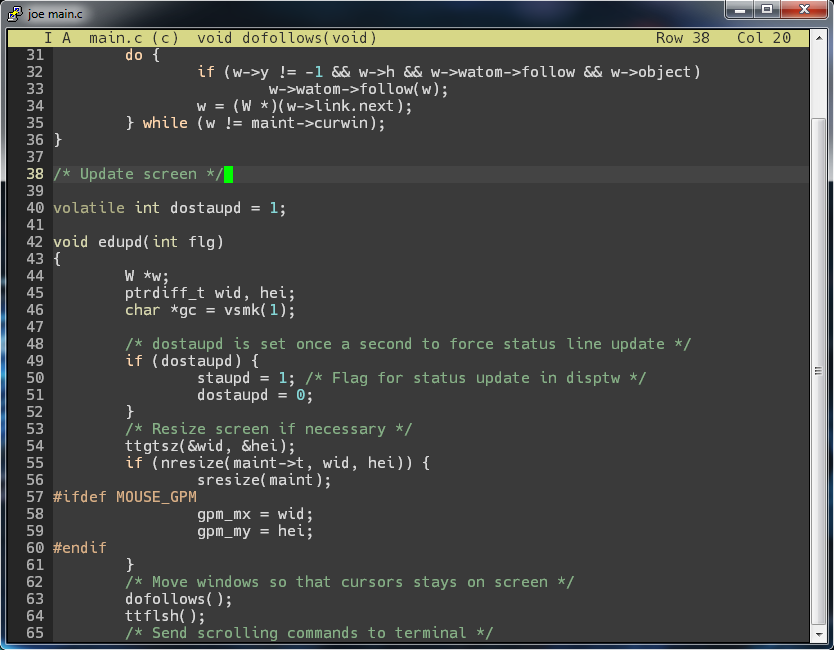 joe main.c
I A  main.c (c)  void dofollows(void)  Row 38  Col 20
31         do {
32                 if (w->y != -1 && w->h && w->watom->follow && w->object)
33                         w->watom->follow(w);
34                 w = (W *)(w->link.next);
35         } while (w != maint->curwin);
36 }
37
38 /* Update screen */
39
40 volatile int dostaupd = 1;
41
42 void edupd(int flg)
43 {
44         W *w;
45         ptrdiff_t wid, hei;
46         char *gc = vsmk(1);
47
48         /* dostaupd is set once a second to force status line update */
49         if (dostaupd) {
50                 staupd = 1; /* Flag for status update in disptw */
51                 dostaupd = 0;
52         }
53         /* Resize screen if necessary */
54         ttgtsz(&wid, &hei);
55         if (nresize(maint->t, wid, hei)) {
56                 sresize(maint);
57 #ifdef MOUSE_GPM
58                 gpm_mx = wid;
59                 gpm_my = hei;
60 #endif
61         }
62         /* Move windows so that cursors stays on screen */
63         dofollows();
64         ttflsh();
65         /* Send scrolling commands to terminal */